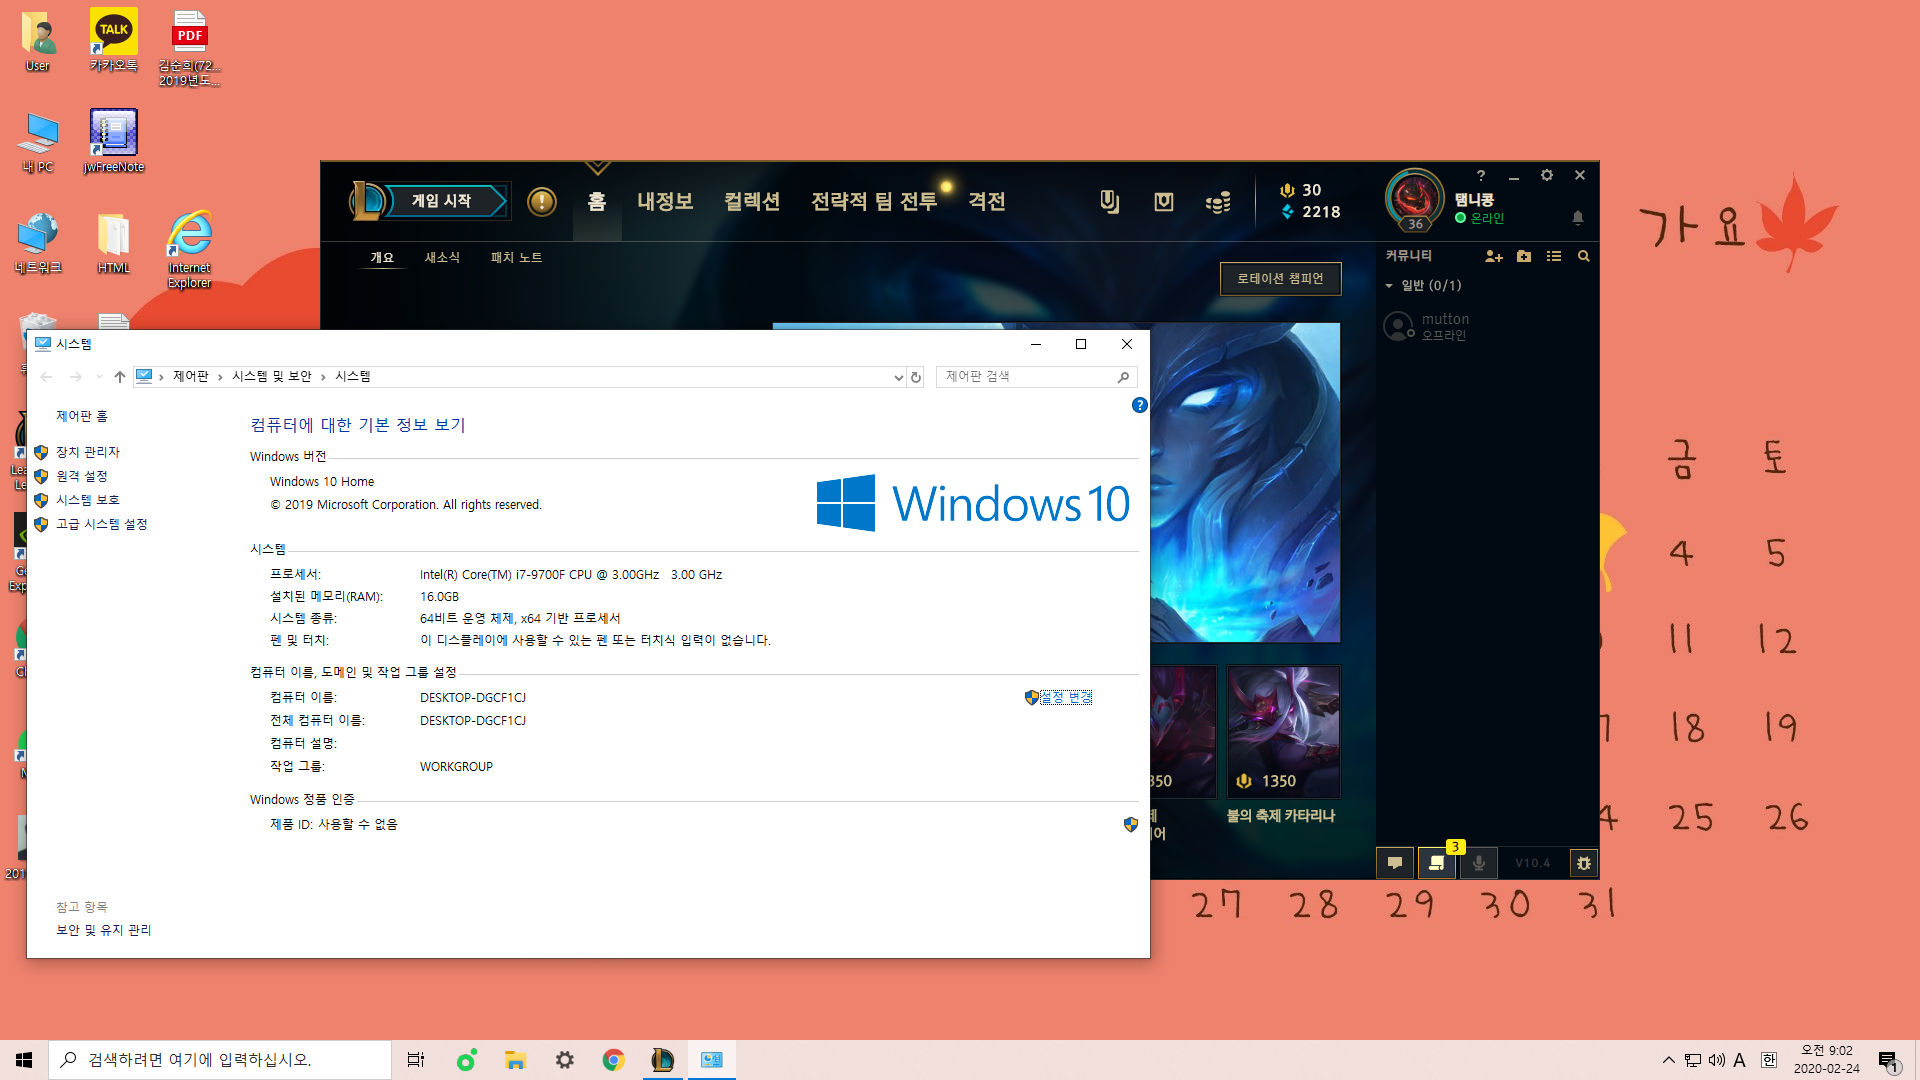 User
TALK
카카오톡
PDF
김순희(72...
2019년도...
내 PC
jwFreeNote
네트워크
HTML
Internet
Explorer
게임 시작
홈
내정보
컬렉션
전략적 팀 전투
격전
30
2218
36
탬니콩
온라인
개요
새소식
패치 노트
로테이션 챔피언
커뮤니티
일반 (0/1)
mutton
오프라인
가요
시스템
제어판
시스템 및 보안
시스템
제어판 검색
제어판 홈
장치 관리자
원격 설정
시스템 보호
고급 시스템 설정
컴퓨터에 대한 기본 정보 보기
Windows 버전
Windows 10 Home
© 2019 Microsoft Corporation. All rights reserved.
Windows 10
시스템
프로세서: Intel(R) Core(TM) i7-9700F CPU @ 3.00GHz 3.00 GHz
설치된 메모리(RAM): 16.0GB
시스템 종류: 64비트 운영 체제, x64 기반 프로세서
펜 및 터치: 이 디스플레이에 사용할 수 있는 펜 또는 터치식 입력이 없습니다.
컴퓨터 이름, 도메인 및 작업 그룹 설정
컴퓨터 이름: DESKTOP-DGCF1CJ
설정 변경
전체 컴퓨터 이름: DESKTOP-DGCF1CJ
컴퓨터 설명:
작업 그룹: WORKGROUP
Windows 정품 인증
제품 ID: 사용할 수 없음
참고 항목
보안 및 유지 관리
350
1350
불의 축제 카타리나
3
V10.4
금 토
4 5
11 12
18 19
25 26
27 28 29 30 31
검색하려면 여기에 입력하십시오.
A
한
오전 9:02
2020-02-24
1